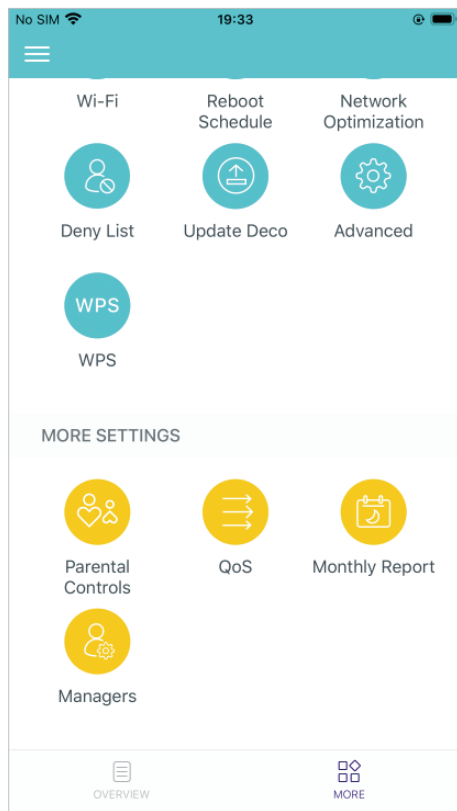 No SIM 19:33
Wi-Fi Reboot Schedule Network Optimization
Deny List Update Deco Advanced
WPS
WPS
MORE SETTINGS
Parental Controls QoS Monthly Report
Managers
OVERVIEW MORE